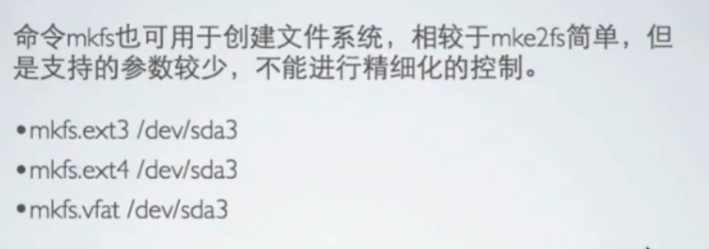 命令mkfs也可用于创建文件系统，相较于mke2fs简单，但
是支持的参数较少，不能进行精细化的控制。
•mkfs.ext3 /dev/sda3
•mkfs.ext4 /dev/sda3
•mkfs.vfat /dev/sda3